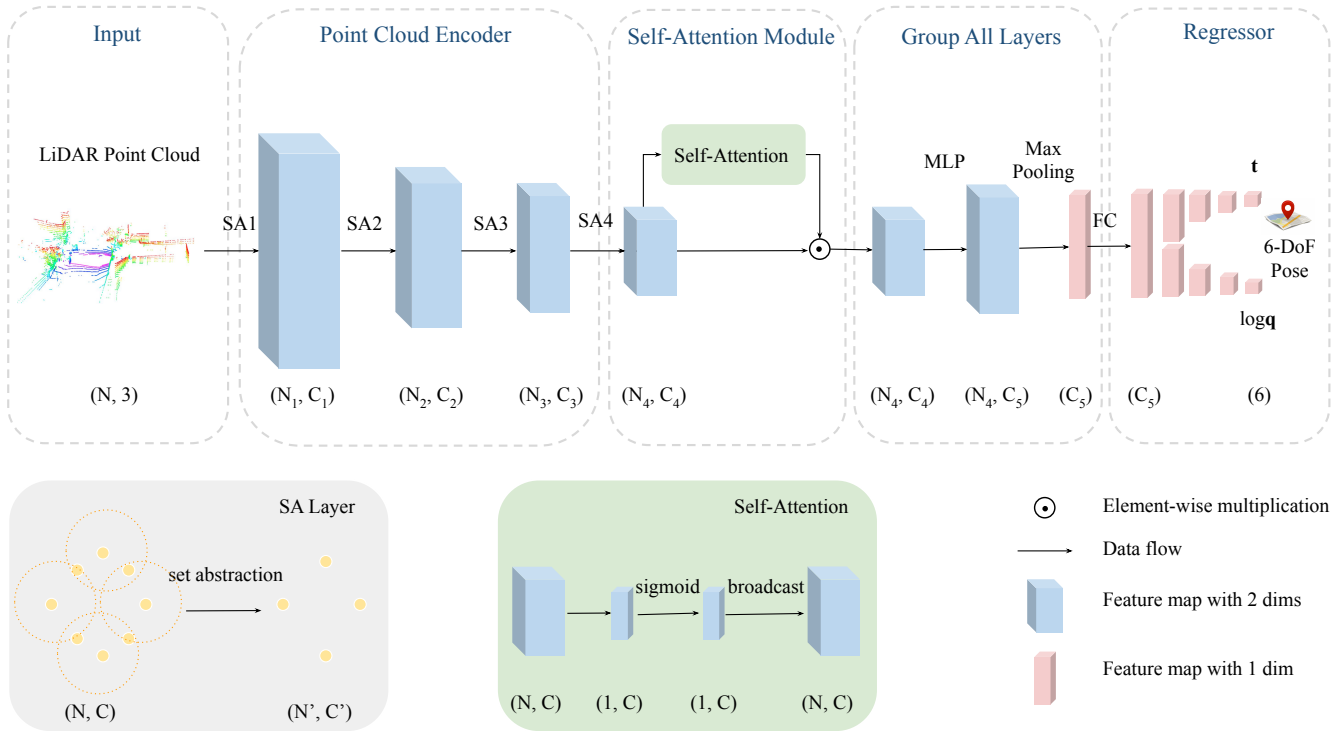 Input
Point Cloud Encoder
Self-Attention Module
Group All Layers
Regressor
LiDAR Point Cloud
SA1
SA2
SA3
SA4
Self-Attention
MLP
Max
Pooling
FC
t
6-DoF
Pose
logq
(N, 3)
(N₁, C₁)
(N₂, C₂)
(N₃, C₃)
(N₄, C₄)
(N₄, C₄)
(N₄, C₅)
(C₅)
(C₅)
(6)
SA Layer
set abstraction
(N, C)
(N', C')
Self-Attention
sigmoid
broadcast
(N, C)
(1, C)
(1, C)
(N, C)
Element-wise multiplication
Data flow
Feature map with 2 dims
Feature map with 1 dim